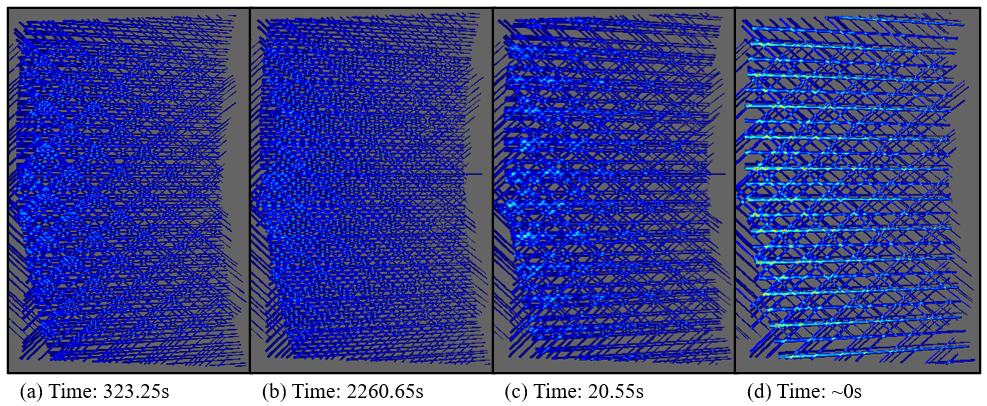 (a) Time: 323.25s
(b) Time: 2260.65s
(c) Time: 20.55s
(d) Time: ~0s